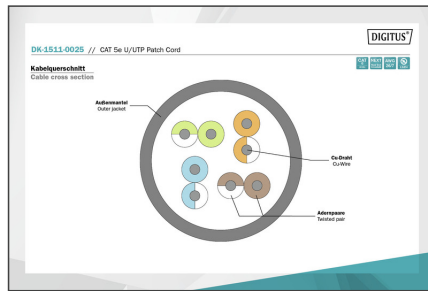 DIGITUS®
DK-1511-0025 // CAT 5e U/UTP Patch Cord
Kabelquerschnitt
Cable cross section
Außenmantel
Outer jacket
Cu-Draht
Cu-Wire
Adernpaare
Twisted pair